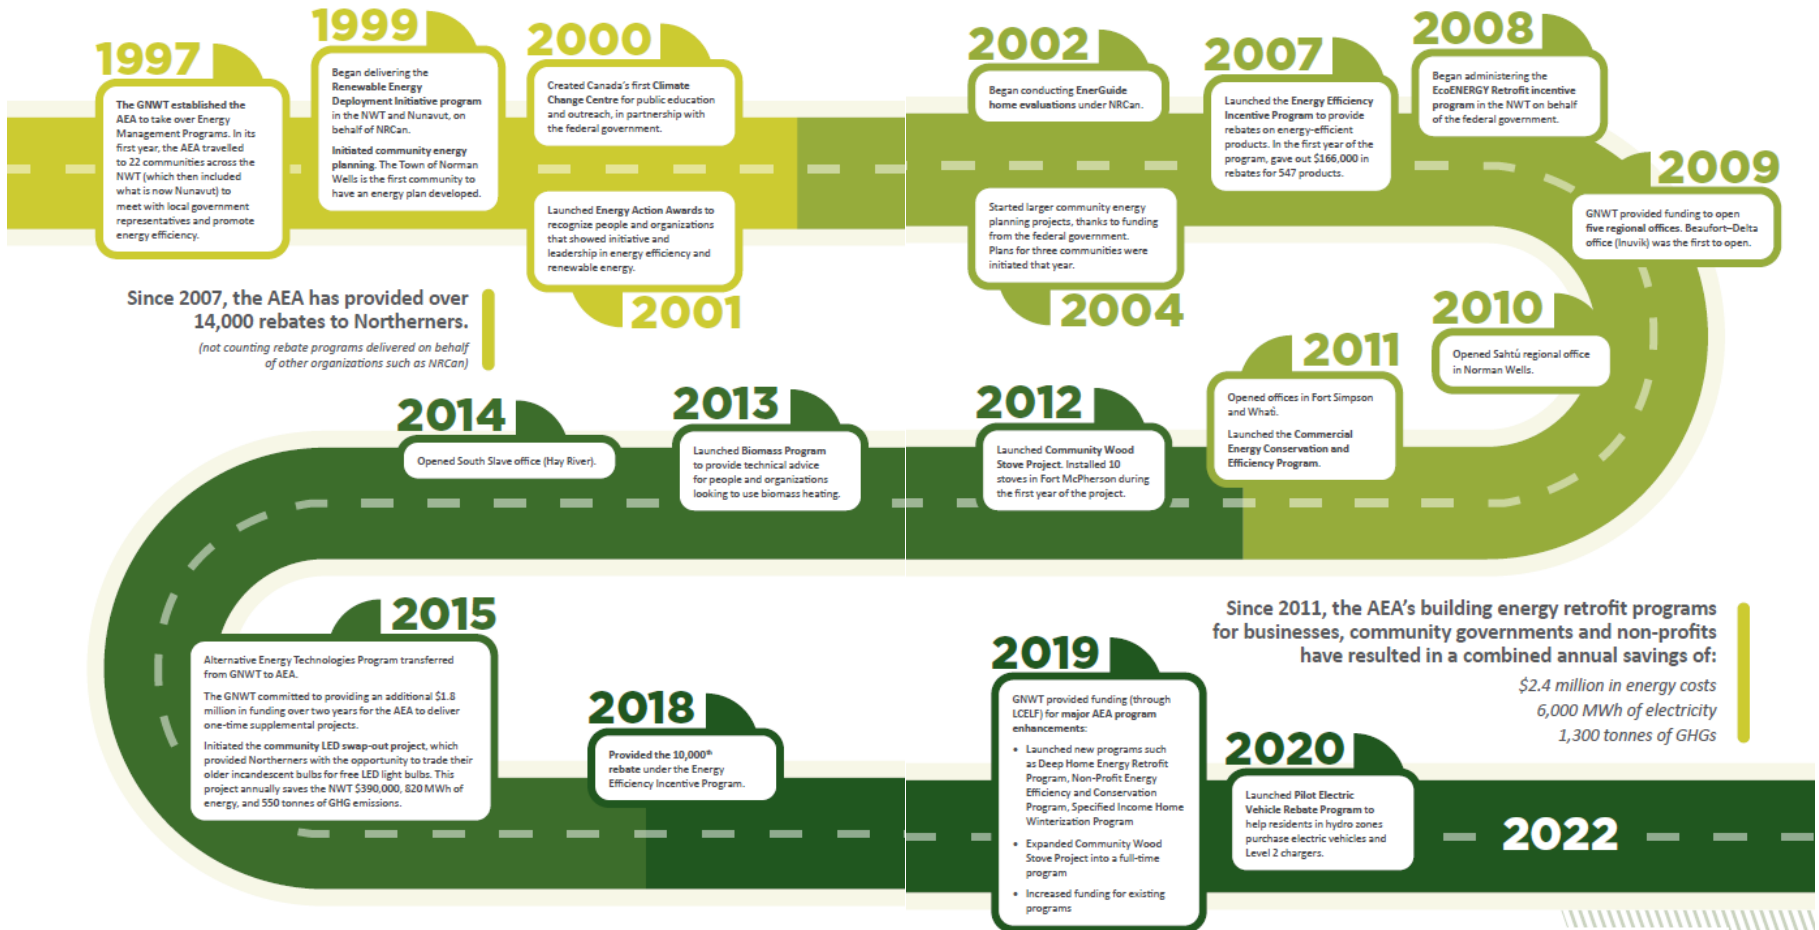 1997
The GNWT established the
AEA to take over Energy
Management Programs. In its
first year, the AEA travelled
to 22 communities across the
NWT (which then included
what is now Nunavut) to
meet with local government
representatives and promote
energy efficiency.
1999
Began delivering the
Renewable Energy
Deployment Initiative program
in the NWT and Nunavut, on
behalf of NRCan.
Initiated community energy
planning. The Town of Norman
Wells is the first community to
have an energy plan developed.
2000
Created Canada's first Climate
Change Centre for public education
and outreach, in partnership with
the federal government.
Launched Energy Action Awards to
recognize people and organizations
that showed initiative and
leadership in energy efficiency and
renewable energy.
2001
2002
Began conducting EnerGuide
home evaluations under NRCan.
Started larger community energy
planning projects, thanks to funding
from the federal government.
Plans for three communities were
initiated that year.
2004
2007
Launched the Energy Efficiency
Incentive Program to provide
rebates on energy-efficient
products. In the first year of the
program, gave out $166,000 in
rebates for 547 products.
2008
Began administering the
EcoENERGY Retrofit incentive
program in the NWT on behalf
of the federal government.
2009
GNWT provided funding to open
five regional offices. Beaufort–Delta
office (Inuvik) was the first to open.
2010
Opened Sahtú regional office
in Norman Wells.
2011
Opened offices in Fort Simpson
and Whatì.
Launched the Commercial
Energy Conservation and
Efficiency Program.
Since 2007, the AEA has provided over
14,000 rebates to Northerners.
(not counting rebate programs delivered on behalf
of other organizations such as NRCan)
2012
Launched Community Wood
Stove Project. Installed 10
stoves in Fort McPherson during
the first year of the project.
2013
Launched Biomass Program
to provide technical advice
for people and organizations
looking to use biomass heating.
2014
Opened South Slave office (Hay River).
2015
Alternative Energy Technologies Program transferred
from GNWT to AEA.
The GNWT committed to providing an additional $1.8
million in funding over two years for the AEA to deliver
one-time supplemental projects.
Initiated the community LED swap-out project, which
provided Northerners with the opportunity to trade their
older incandescent bulbs for free LED light bulbs. This
project annually saves the NWT $390,000, 820 MWh of
energy, and 550 tonnes of GHG emissions.
2018
Provided the 10,000th
rebate under the Energy
Efficiency Incentive Program.
2019
GNWT provided funding (through
LCELF) for major AEA program
enhancements:
• Launched new programs such
as Deep Home Energy Retrofit
Program, Non-Profit Energy
Efficiency and Conservation
Program, Specified Income Home
Winterization Program
• Expanded Community Wood
Stove Project into a full-time
program
• Increased funding for existing
programs
Since 2011, the AEA's building energy retrofit programs
for businesses, community governments and non-profits
have resulted in a combined annual savings of:
$2.4 million in energy costs
6,000 MWh of electricity
1,300 tonnes of GHGs
2020
Launched Pilot Electric
Vehicle Rebate Program to
help residents in hydro zones
purchase electric vehicles and
Level 2 chargers.
2022